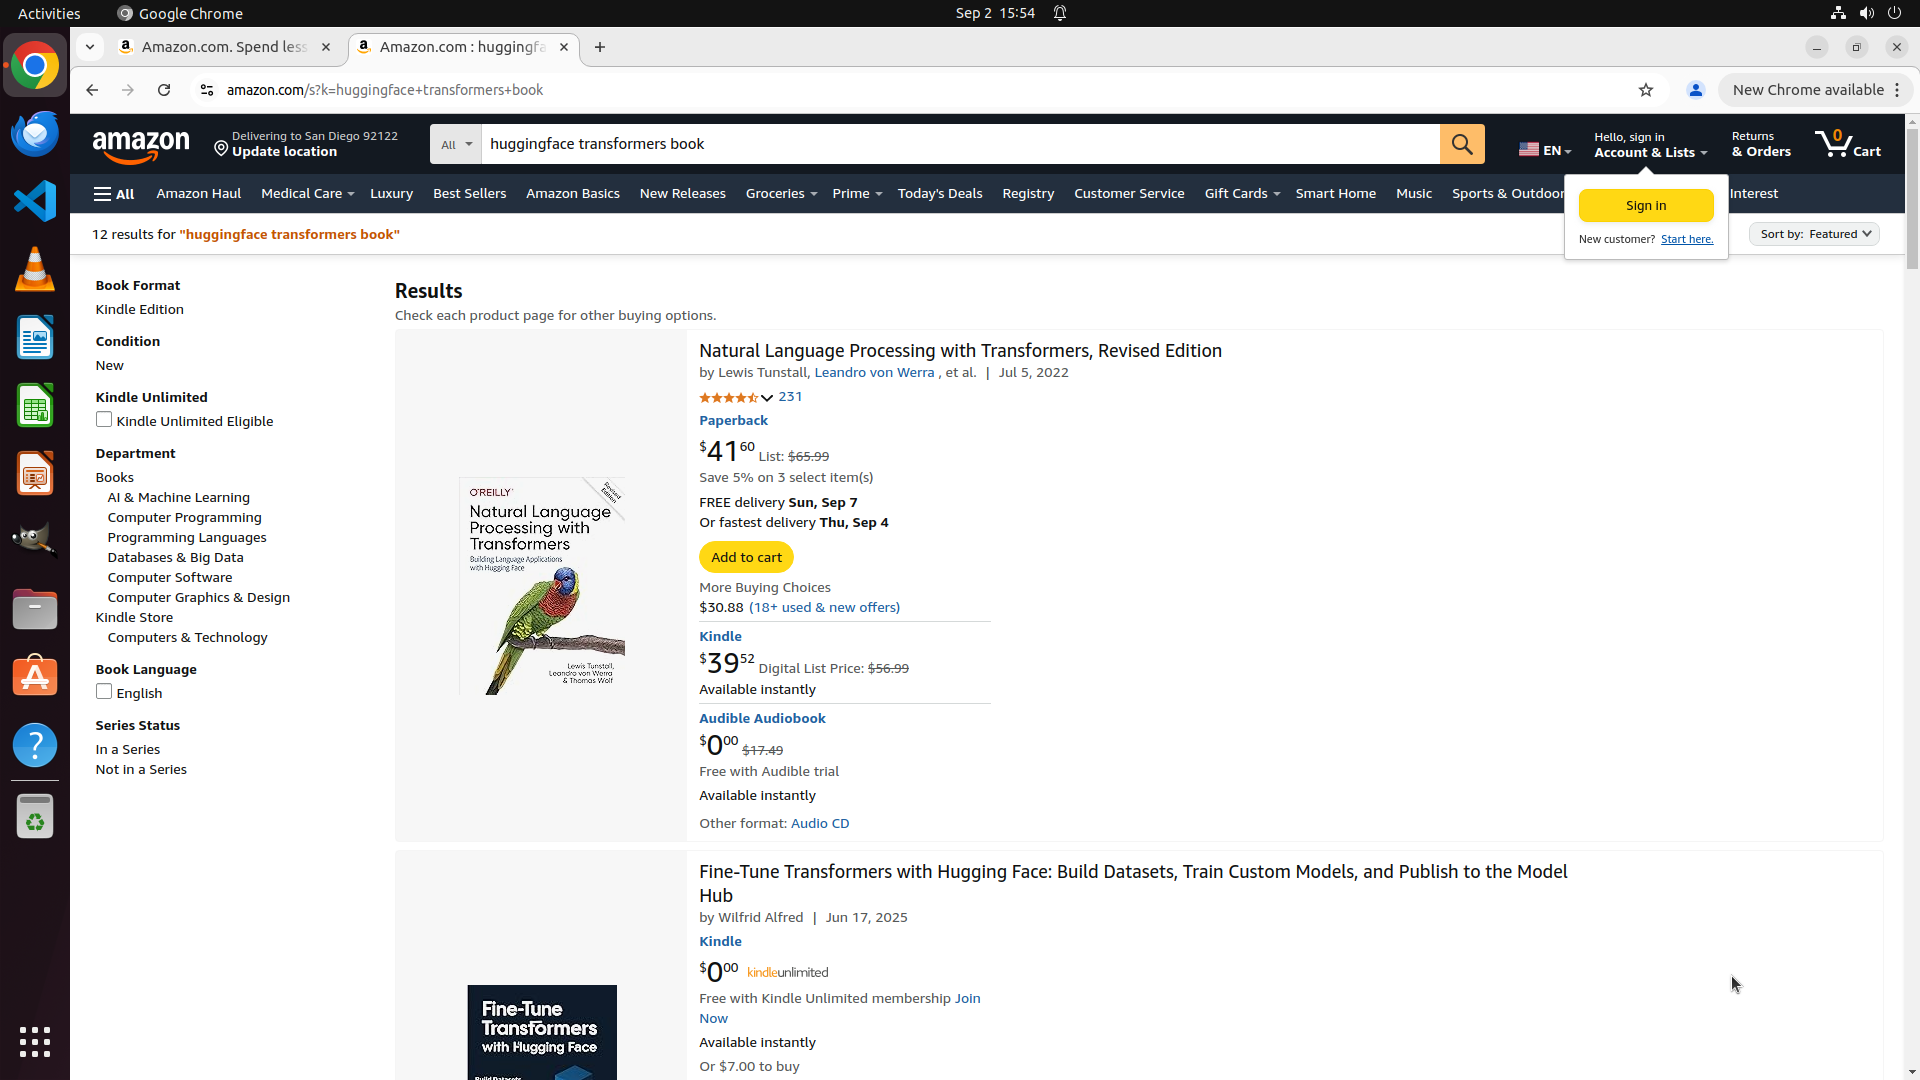 Activities
Google Chrome
Sep 2 15:54
Amazon.com. Spend less
Amazon.com : huggingfa
amazon.com/s?k=huggingface+transformers+book
New Chrome available
amazon
Delivering to San Diego 92122
Update location
All
huggingface transformers book
EN
Hello, sign in
Account & Lists
Returns
& Orders
0
Cart
All
Amazon Haul
Medical Care
Luxury
Best Sellers
Amazon Basics
New Releases
Groceries
Prime
Today's Deals
Registry
Customer Service
Gift Cards
Smart Home
Music
Sports & Outdoor
Interest
Sign in
New customer? Start here.
12 results for "huggingface transformers book"
Sort by: Featured
Book Format
Kindle Edition
Condition
New
Kindle Unlimited
Kindle Unlimited Eligible
Department
Books
AI & Machine Learning
Computer Programming
Programming Languages
Databases & Big Data
Computer Software
Computer Graphics & Design
Kindle Store
Computers & Technology
Book Language
English
Series Status
In a Series
Not in a Series
Results
Check each product page for other buying options.
O'REILLY
Revised
Edition
Natural Language
Processing with
Transformers
Building Language Applications
with Hugging Face
Lewis Tunstall,
Leandro von Werra
& Thomas Wolf
Natural Language Processing with Transformers, Revised Edition
by Lewis Tunstall, Leandro von Werra , et al. | Jul 5, 2022
231
Paperback
$41 60 List: $65.99
Save 5% on 3 select item(s)
FREE delivery Sun, Sep 7
Or fastest delivery Thu, Sep 4
Add to cart
More Buying Choices
$30.88 (18+ used & new offers)
Kindle
$39 52 Digital List Price: $56.99
Available instantly
Audible Audiobook
$0 00 $17.49
Free with Audible trial
Available instantly
Other format: Audio CD
Fine-Tune
Transformers
with Hugging Face
Build Datasets
Fine-Tune Transformers with Hugging Face: Build Datasets, Train Custom Models, and Publish to the Model
Hub
by Wilfrid Alfred | Jun 17, 2025
Kindle
$0 00 kindleunlimited
Free with Kindle Unlimited membership Join
Now
Available instantly
Or $7.00 to buy